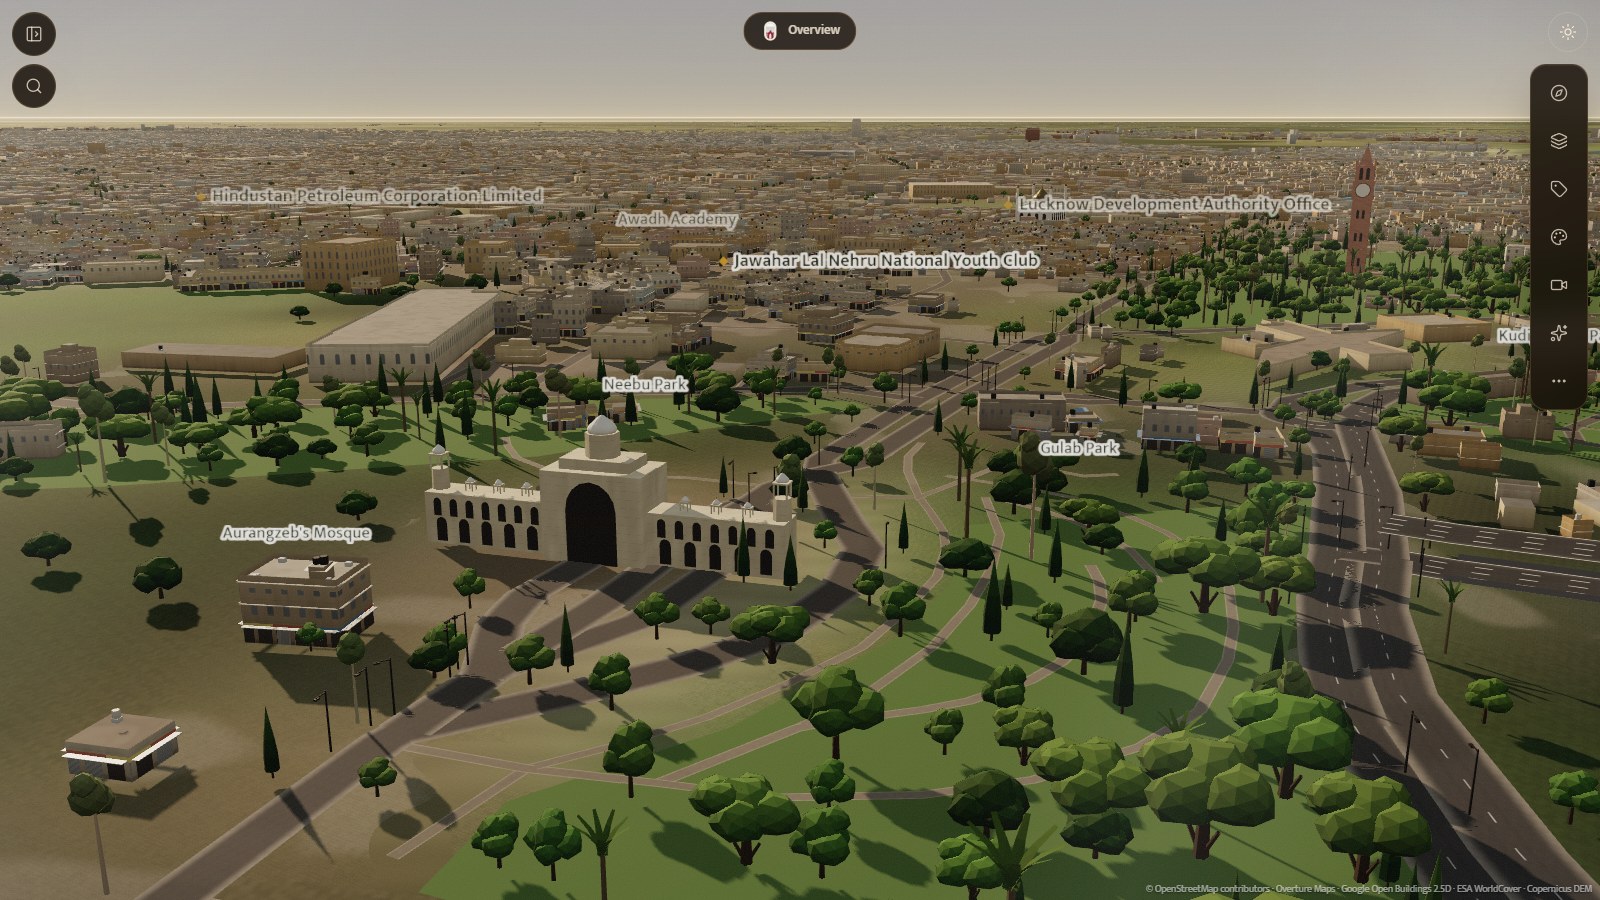 Overview
Hindustan Petroleum Corporation Limited
Lucknow Development Authority Office
Awadh Academy
Jawahar Lal Nehru National Youth Club
Kudi
Neebu Park
Gulab Park
Aurangzeb's Mosque
© OpenStreetMap contributors · Overture Maps · Google Open Buildings 2.5D · ESA WorldCover · Copernicus DEM